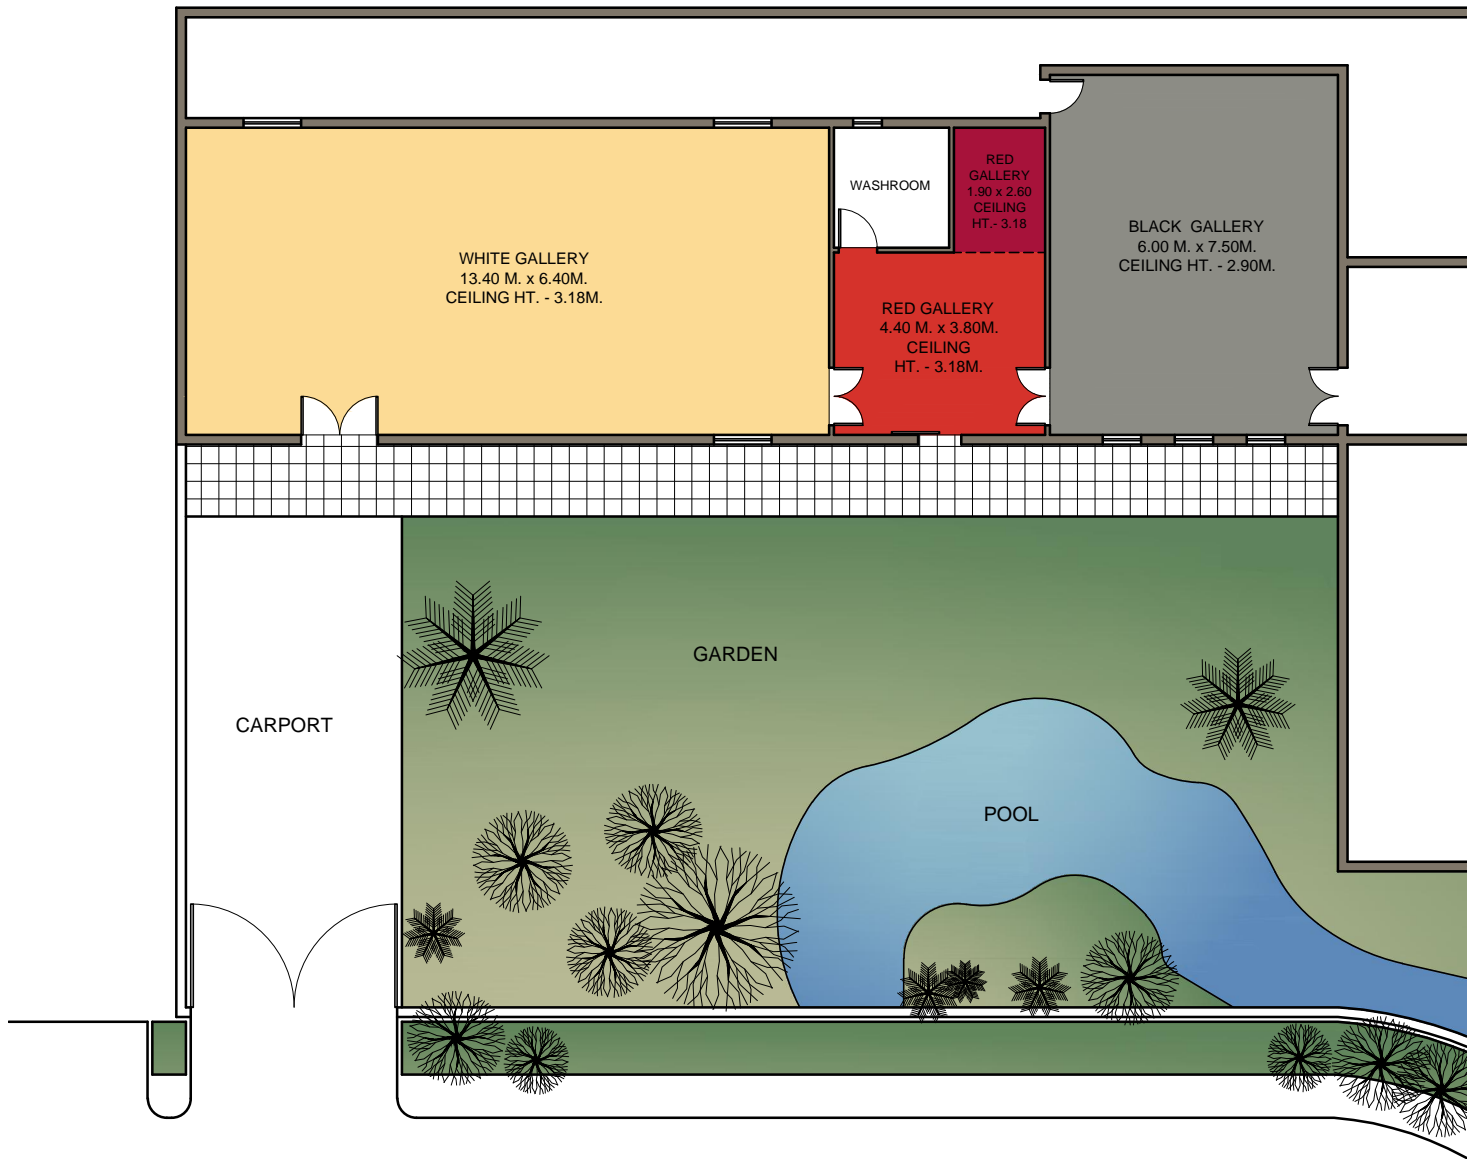 WHITE GALLERY
13.40 M. x 6.40M.
CEILING HT. - 3.18M.
WASHROOM
RED
GALLERY
1.90 x 2.60
CEILING
HT.- 3.18
RED GALLERY
4.40 M. x 3.80M.
CEILING
HT. - 3.18M.
BLACK GALLERY
6.00 M. x 7.50M.
CEILING HT. - 2.90M.
GARDEN
CARPORT
POOL